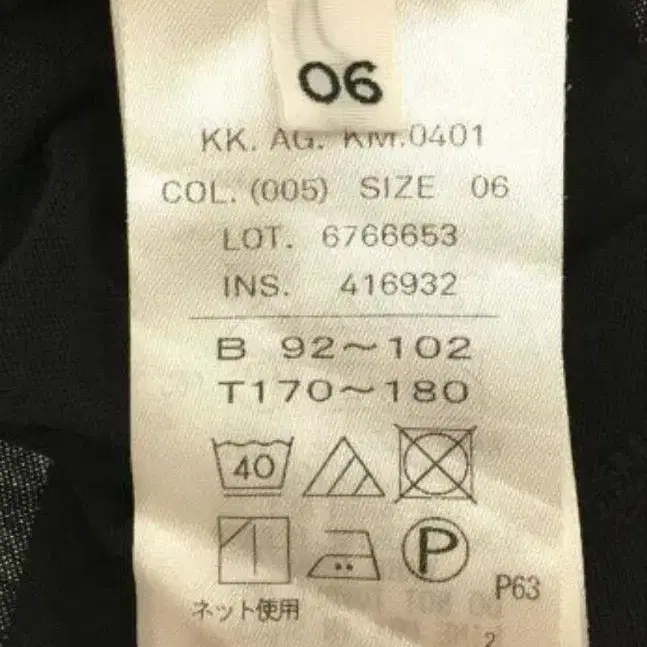 06
KK. AG. KM.0401
COL. (005) SIZE 06
LOT. 6766653
INS. 416932
B 92～102
T170～180
40
P
P63
ネット使用
2